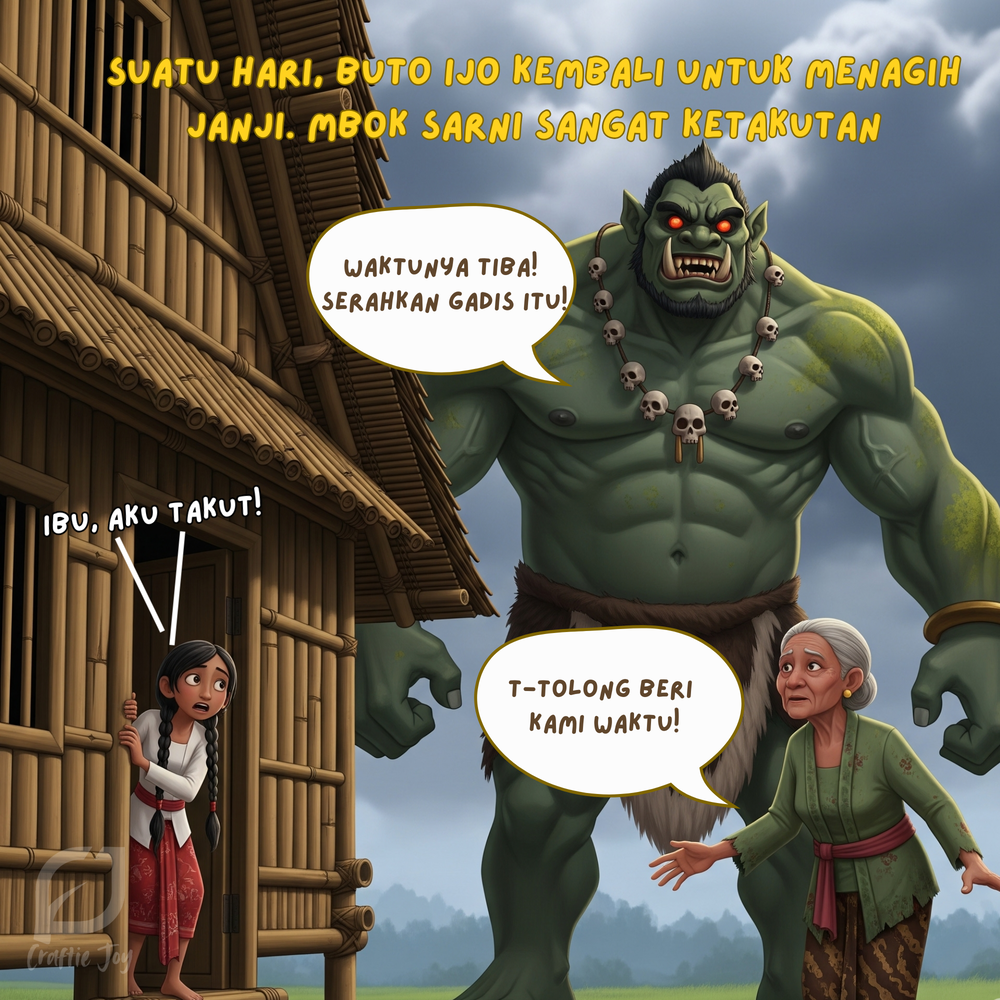 SUATU HARI, BUTO IJO KEMBALI UNTUK MENAGIH
JANJI. MBOK SARNI SANGAT KETAKUTAN
WAKTUNYA TIBA!
SERAHKAN GADIS ITU!
IBU, AKU TAKUT!
T-TOLONG BERI
KAMI WAKTU!
Craftie Joy